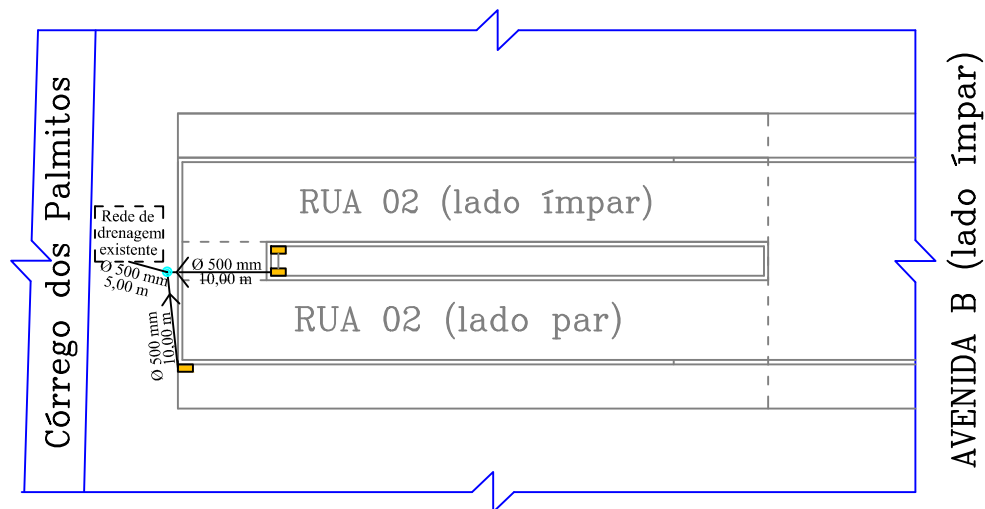 Córrego dos Palmitos
RUA 02 (lado ímpar)
Rede de
drenagem
existente
Ø 500 mm
5,00 m
Ø 500 mm
10,00 m
Ø 500 mm
10,00 m
RUA 02 (lado par)
AVENIDA B (lado ímpar)